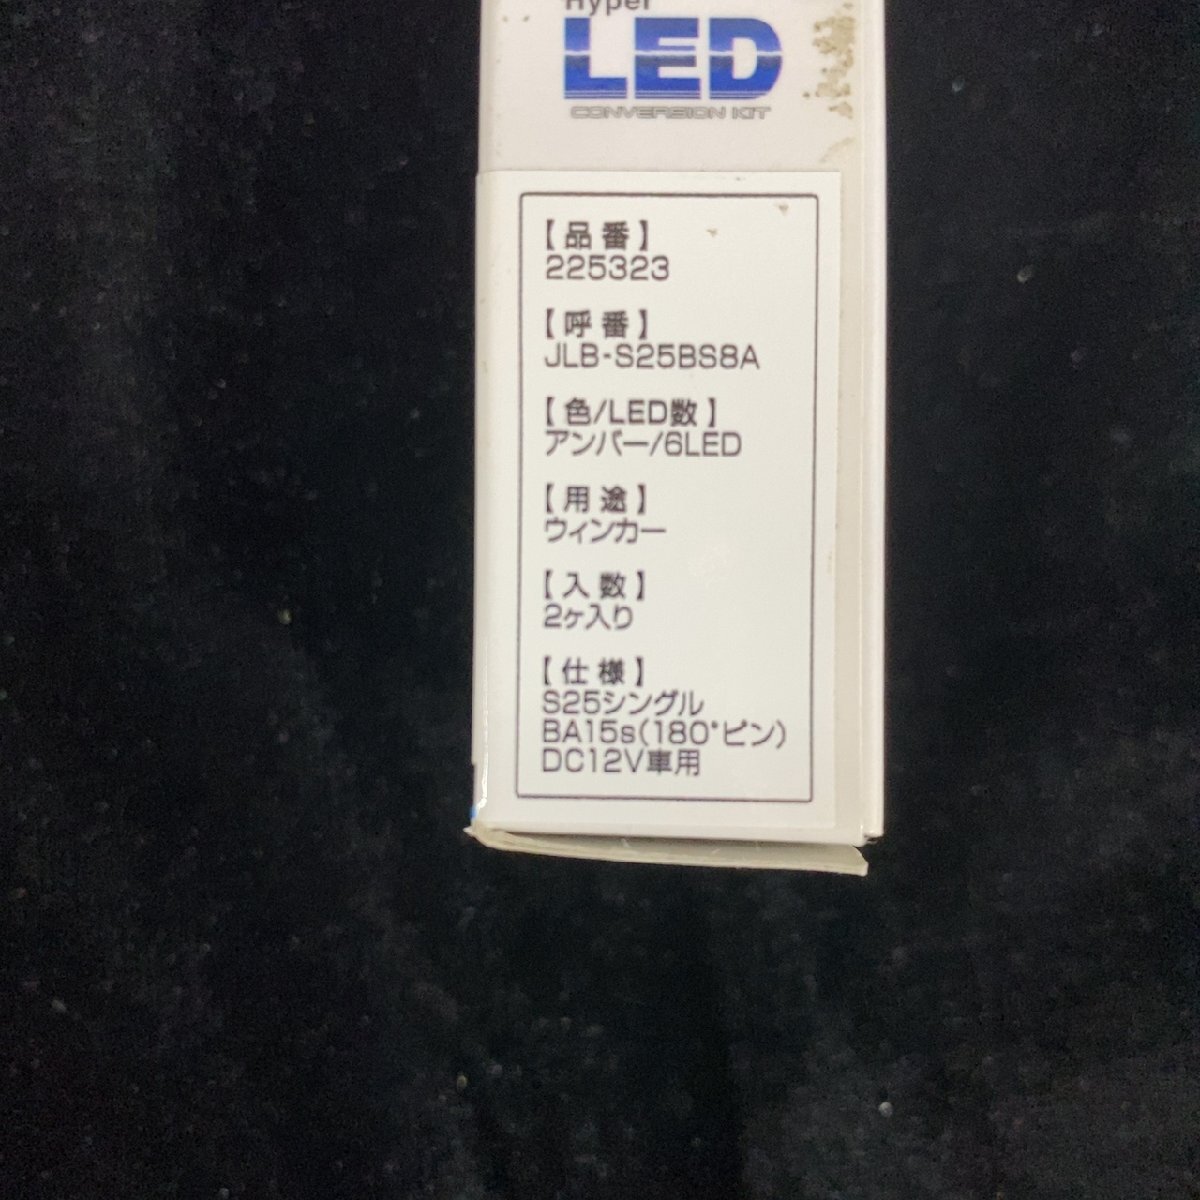 Hyper
LED
CONVERSION KIT
【品番】
225323
【呼番】
JLB-S25BS8A
【色/LED数】
アンバー/6LED
【用途】
ウィンカー
【入数】
2ヶ入り
【仕様】
S25シングル
BA15s(180°ピン)
DC12V車用